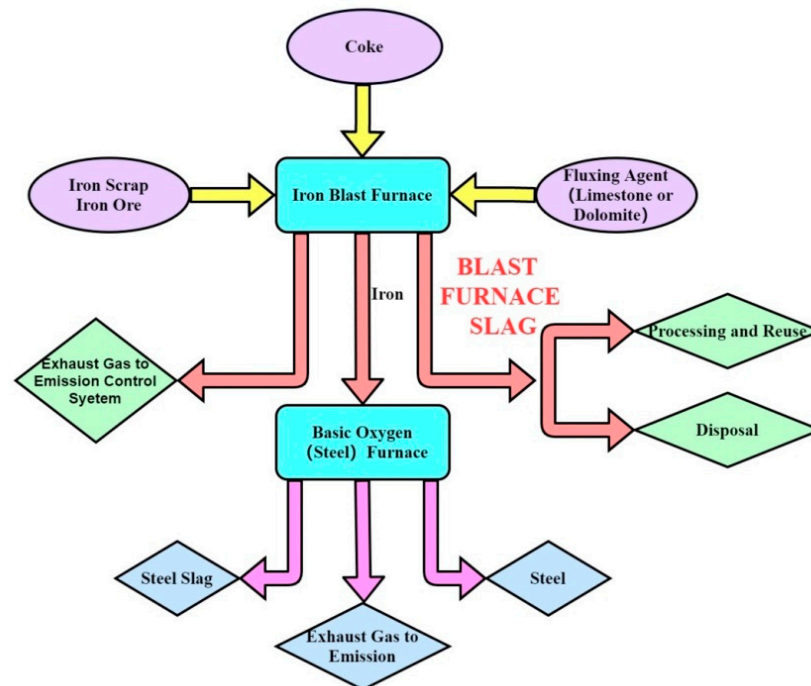 Coke
Iron Scrap
Iron Ore
Iron Blast Furnace
Fluxing Agent
(Limestone or
Dolomite)
Iron
BLAST
FURNACE
SLAG
Processing and Reuse
Exhaust Gas to
Emission Control
Syetem
Basic Oxygen
(Steel) Furnace
Disposal
Steel Slag
Steel
Exhaust Gas to
Emission